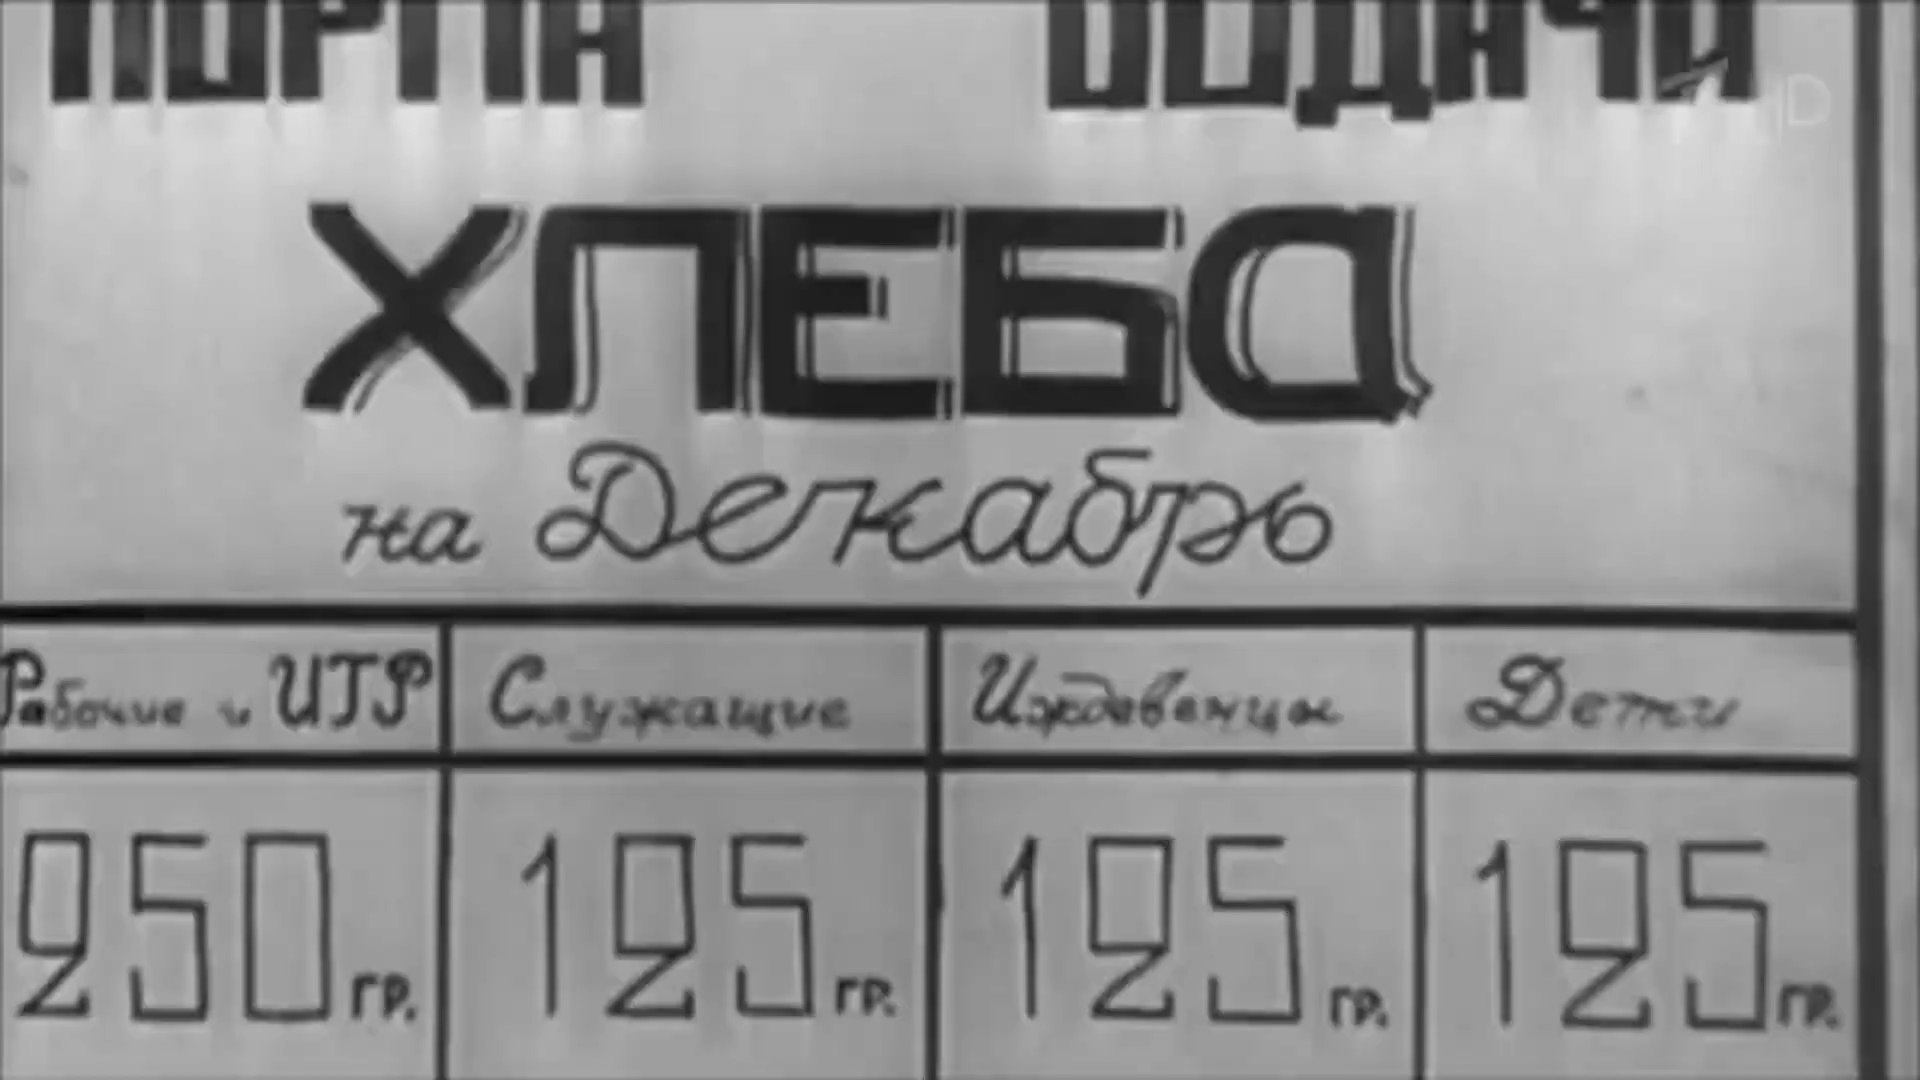 НОРМА ВЫДАЧИ
ХЛЕБА
на Декабрь
Рабочие и ИТР Служащие Иждевенцы Дети
250 гр. 125 гр. 125 гр. 125 гр.